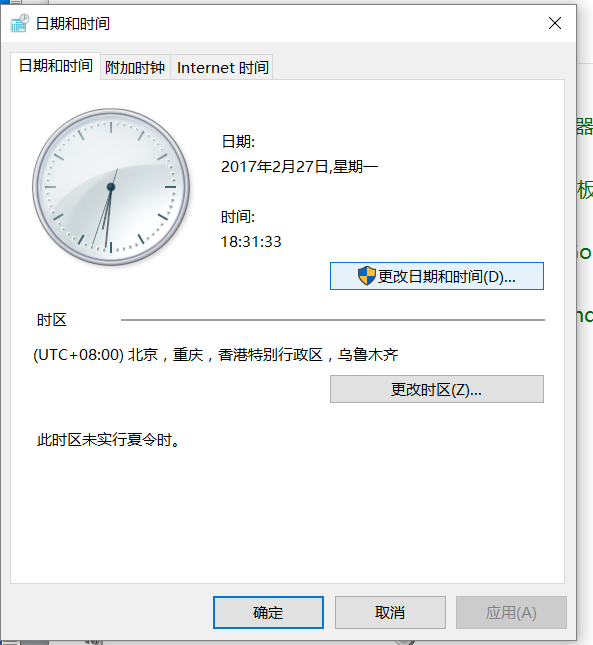 日期和时间
日期和时间
附加时钟
Internet 时间
日期:
2017年2月27日,星期一
时间:
18:31:33
更改日期和时间(D)...
时区
(UTC+08:00) 北京，重庆，香港特别行政区，乌鲁木齐
更改时区(Z)...
此时区未实行夏令时。
确定
取消
应用(A)
器
板